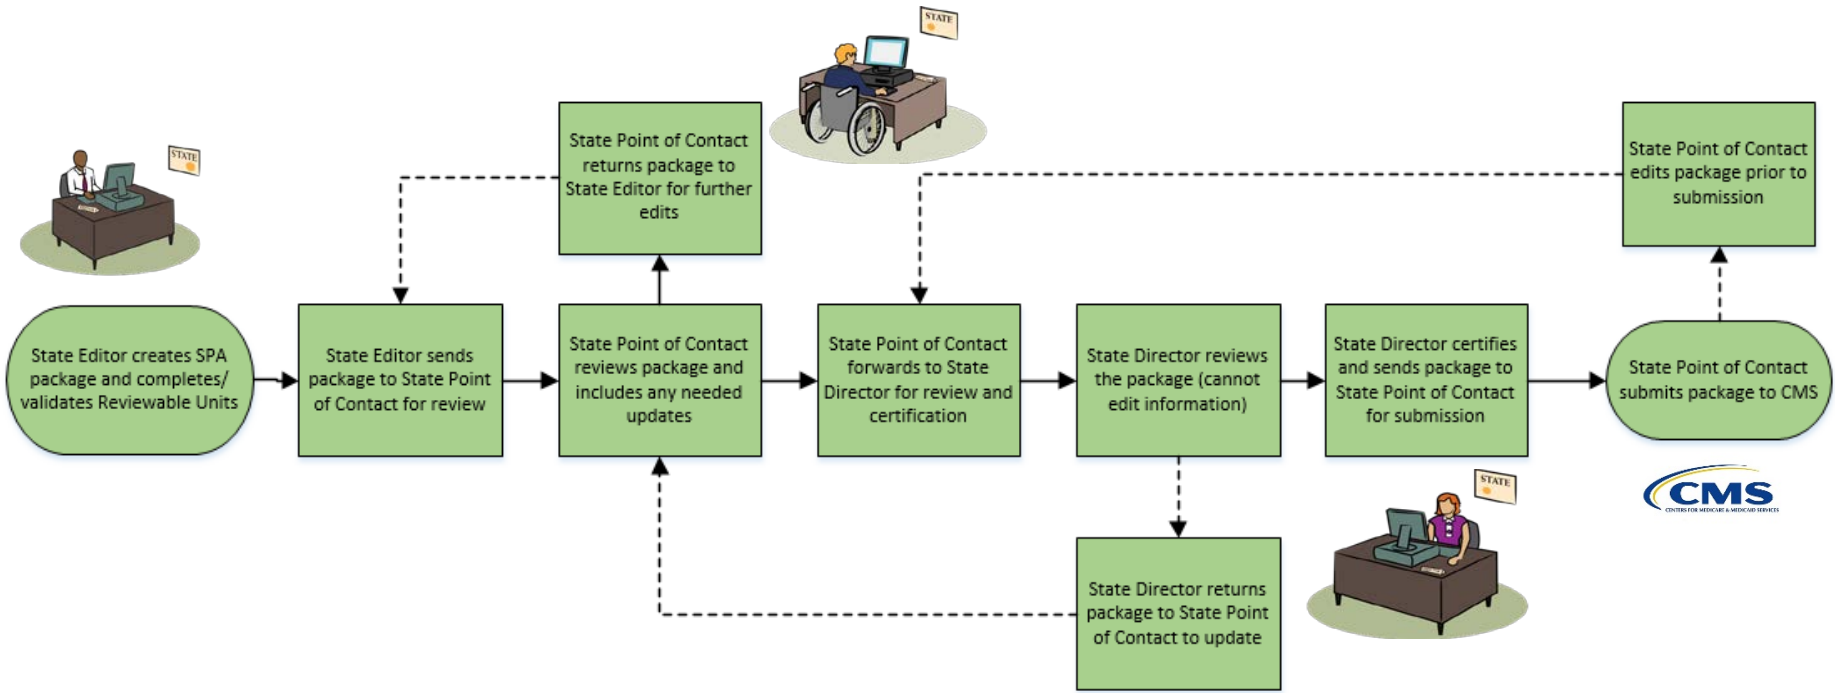 STATE
STATE
State Point of Contact
returns package to
State Editor for further
edits
State Point of Contact
edits package prior to
submission
State Editor creates SPA
package and completes/
validates Reviewable Units
State Editor sends
package to State Point
of Contact for review
State Point of Contact
reviews package and
includes any needed
updates
State Point of Contact
forwards to State
Director for review and
certification
State Director reviews
the package (cannot
edit information)
State Director certifies
and sends package to
State Point of Contact
for submission
State Point of Contact
submits package to CMS
STATE
CMS
CENTERS FOR MEDICARE & MEDICAID SERVICES
State Director returns
package to State Point
of Contact to update